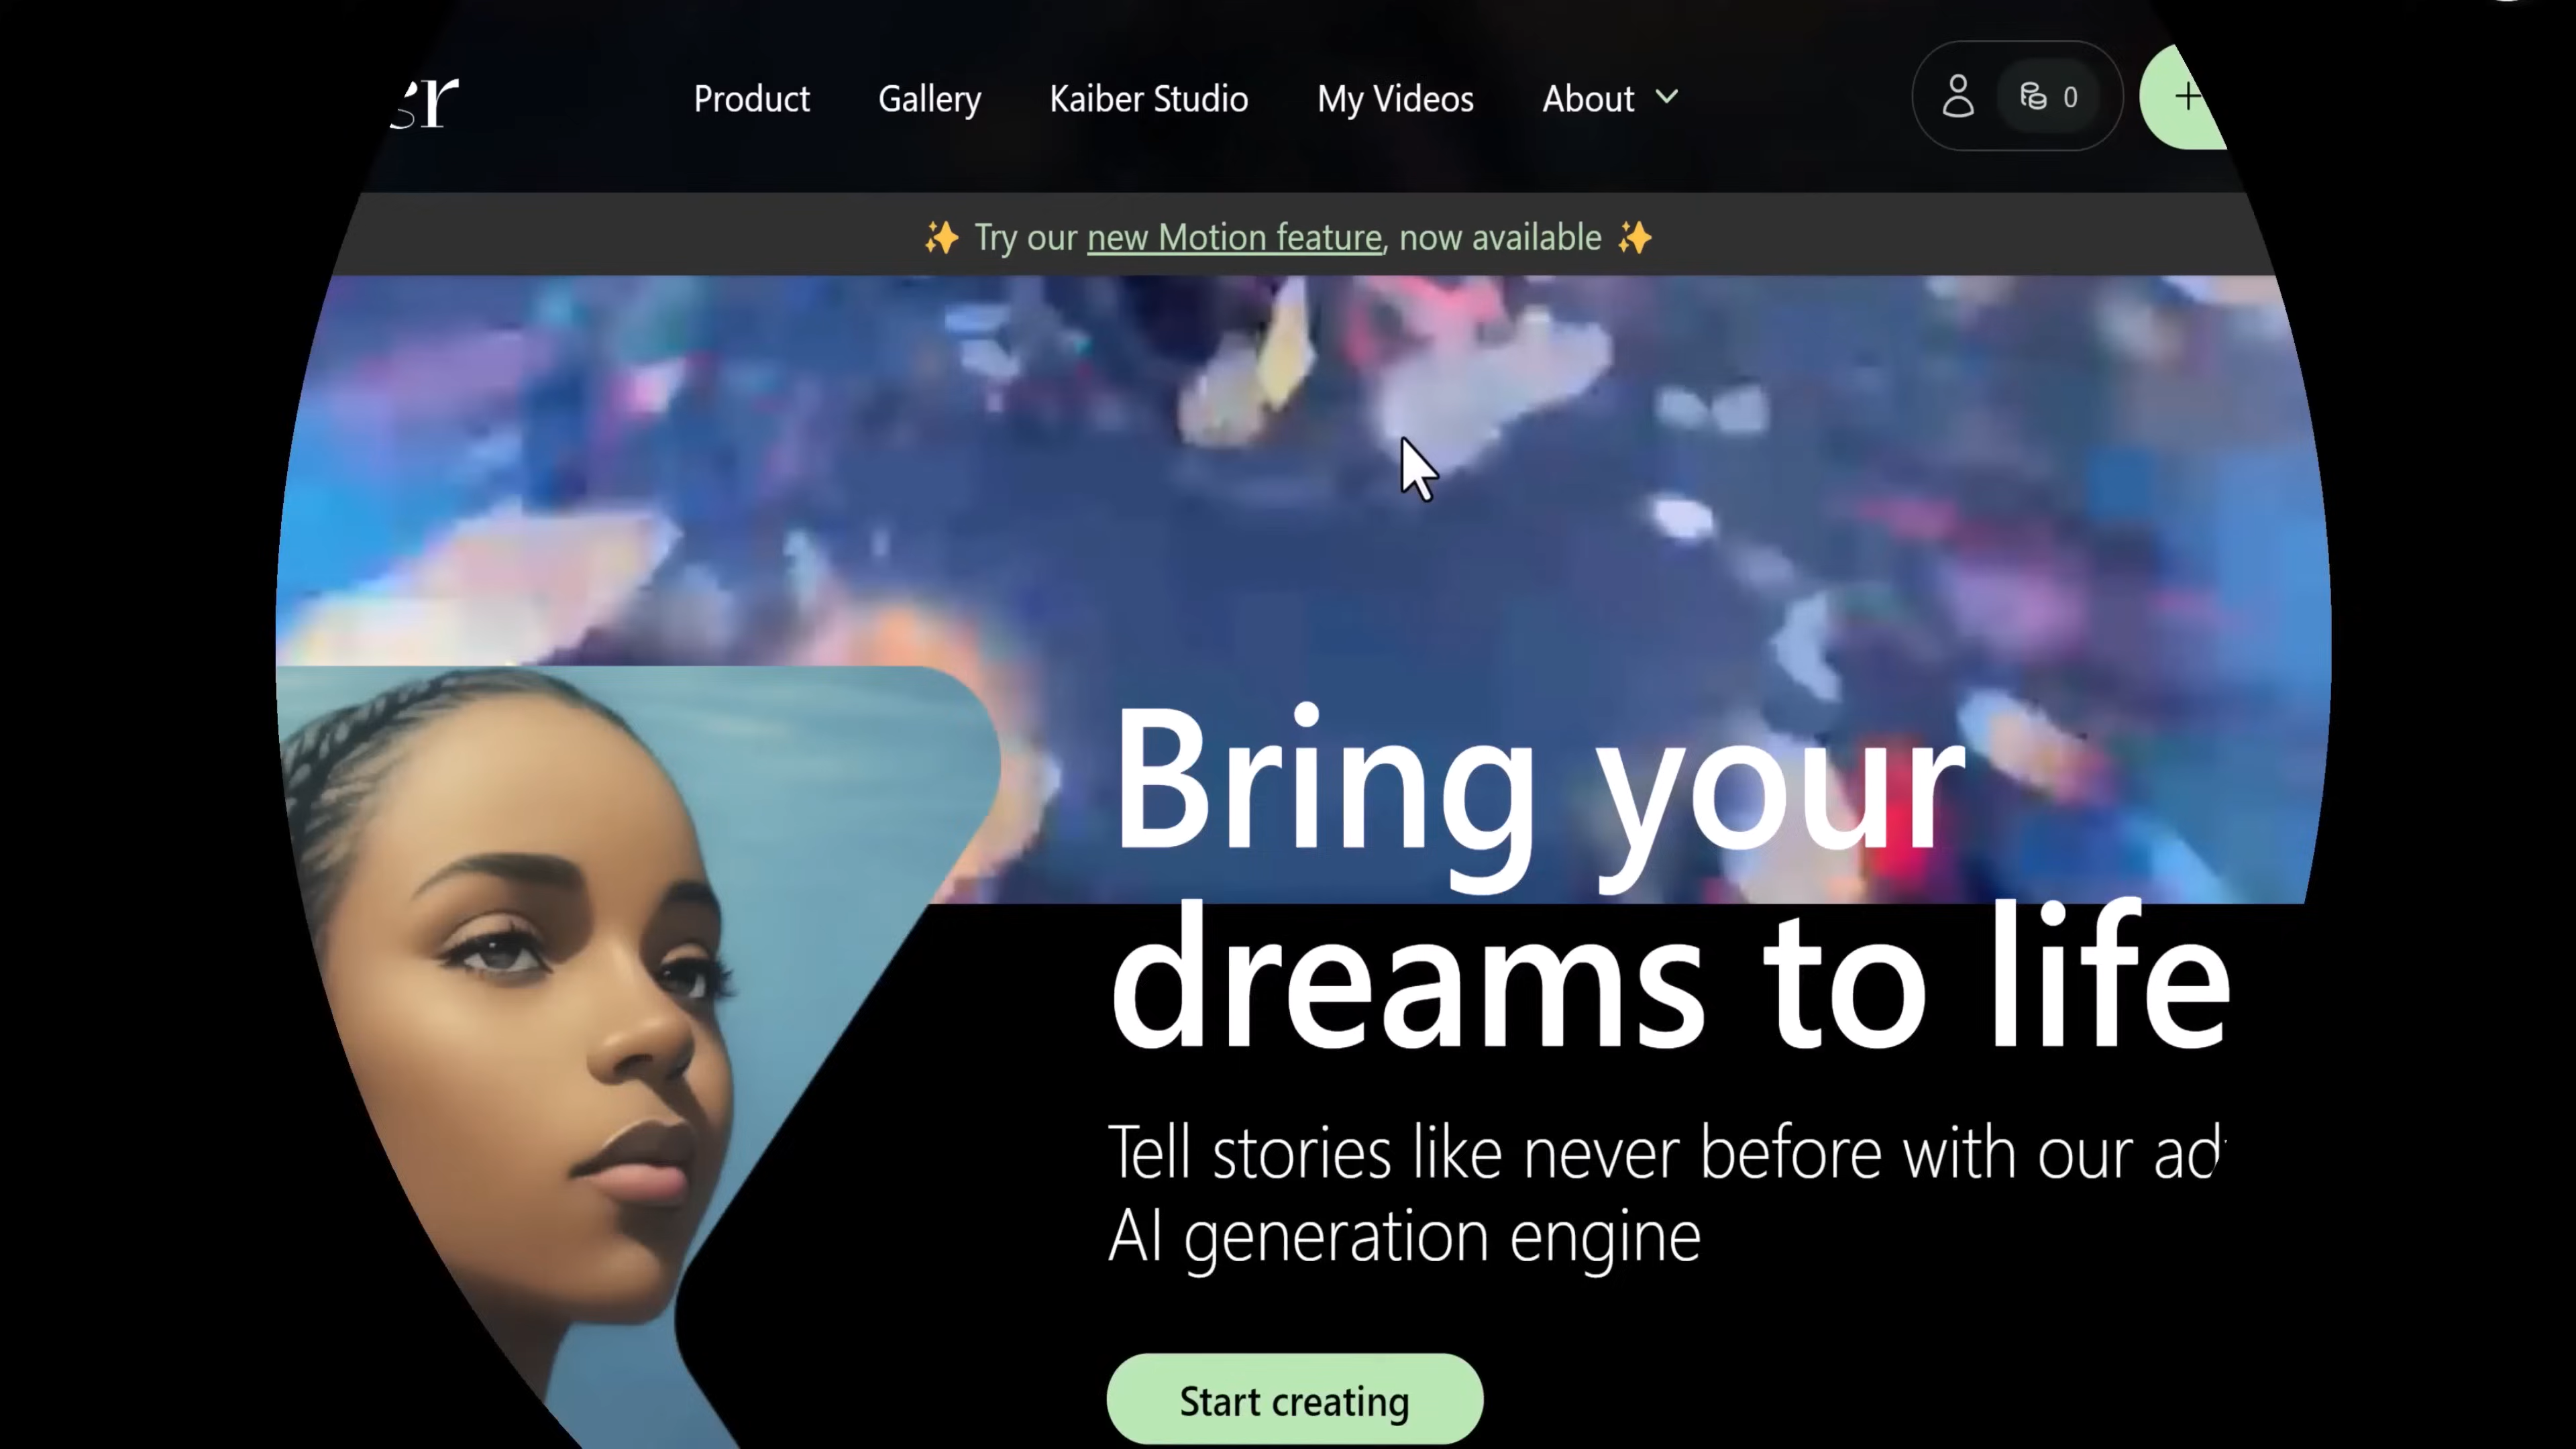 Product Gallery Kaiber Studio My Videos About 0 +
✨ Try our new Motion feature, now available ✨
Bring your
dreams to life
Tell stories like never before with our
AI generation engine
Start creating